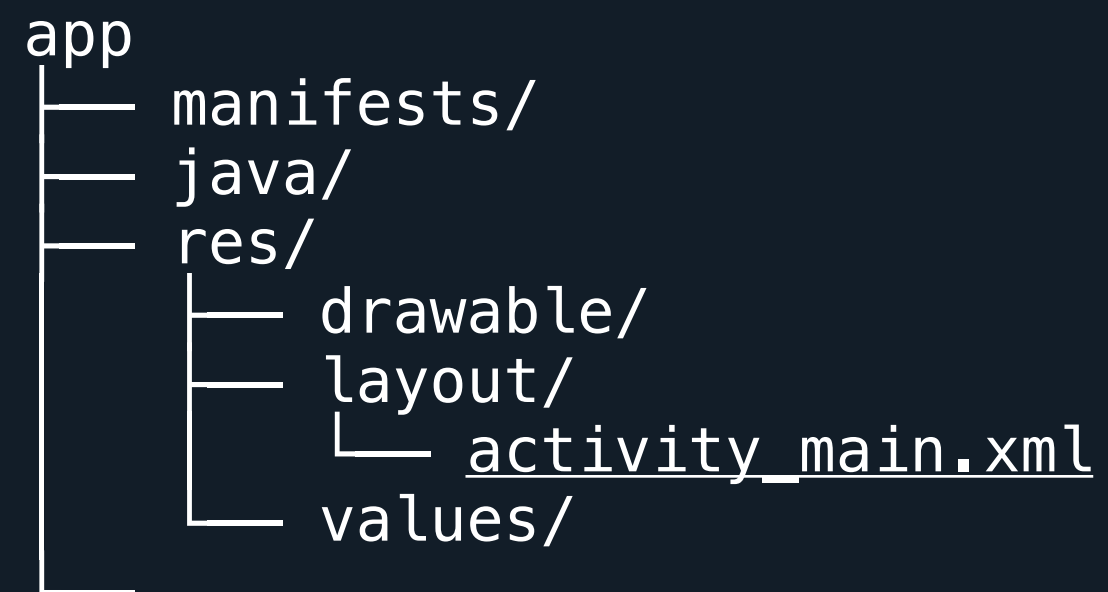 app
manifests/
java/
res/
drawable/
layout/
activity_main.xml
values/